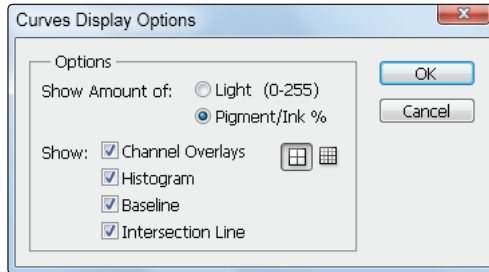 Curves Display Options
Options
Show Amount of: Light (0-255)
Pigment/Ink %
Show: Channel Overlays
Histogram
Baseline
Intersection Line
OK
Cancel